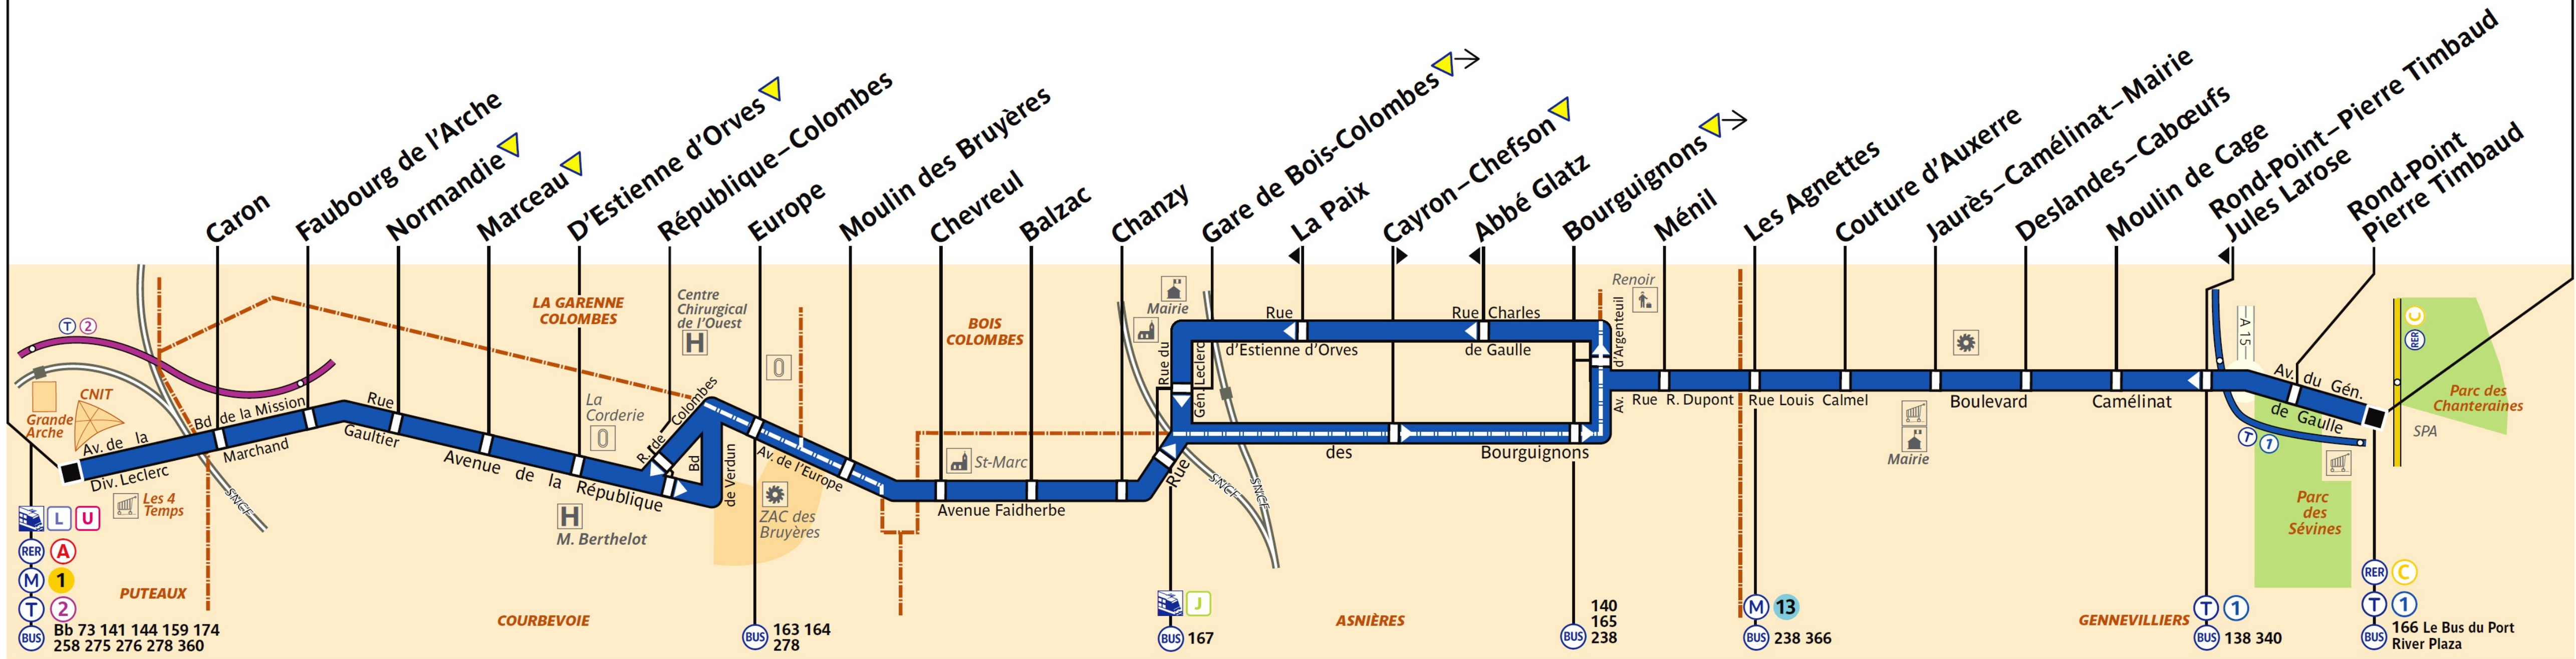 Caron
Faubourg de l'Arche
Normandie
Marceau
D'Estienne d'Orves
République–Colombes
Europe
Moulin des Bruyères
Chevreul
Balzac
Chanzy
Gare de Bois-Colombes
La Paix
Cayron–Chefson
Abbé Glatz
Bourguignons
Ménil
Les Agnettes
Couture d'Auxerre
Jaurès–Camélinat–Mairie
Deslandes–Cabœufs
Moulin de Cage
Rond-Point–Pierre Timbaud
Jules Larose
Rond-Point
Pierre Timbaud
T 2
CNIT
Grande
Arche
Av. de la
Div. Leclerc
Les 4
Temps
Bd de la Mission
Marchand
SNCF
Rue
Gaultier
Avenue de la République
LA GARENNE
COLOMBES
Centre
Chirurgical
de l'Ouest
H
La
Corderie
H
M. Berthelot
R. de Colombes
Bd
de Verdun
Av. de l'Europe
ZAC des
Bruyères
BOIS
COLOMBES
St-Marc
Avenue Faidherbe
Mairie
Rue du
Gén. Leclerc
Rue
SNCF
SNCF
Rue
d'Estienne d'Orves
Rue Charles
de Gaulle
des
Bourguignons
Renoir
Av.
d'Argenteuil
Rue R. Dupont
Rue Louis Calmel
Mairie
Boulevard
Camélinat
A 15
Av. du Gén.
de Gaulle
T 1
RER C
Parc des
Chanteraines
SPA
Parc
des
Sévines
PUTEAUX
COURBEVOIE
ASNIÈRES
GENNEVILLIERS
L U
RER A
M 1
T 2
BUS Bb 73 141 144 159 174
258 275 276 278 360
BUS 163 164
278
J
BUS 167
140
165
BUS 238
M 13
BUS 238 366
T 1
BUS 138 340
RER C
T 1
BUS 166 Le Bus du Port
River Plaza